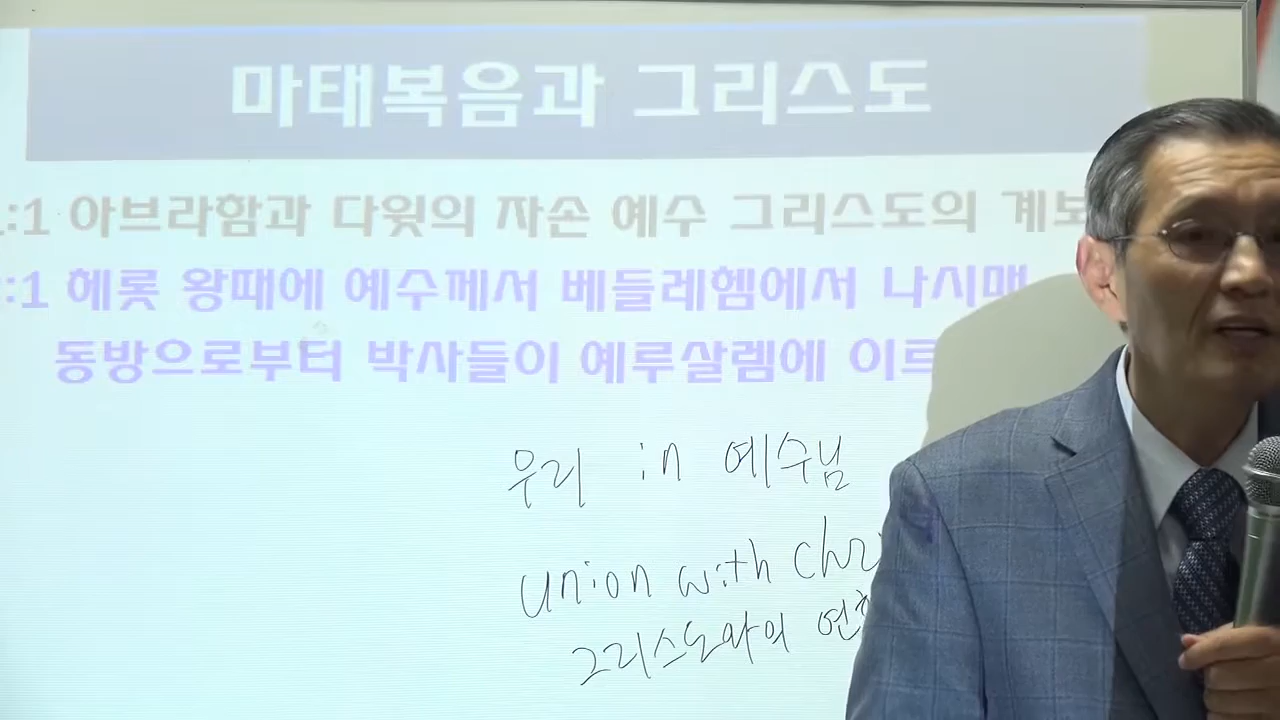 마태복음과 그리스도
:1 아브라함과 다윗의 자손 예수 그리스도의 계보
:1 헤롯 왕때에 예수께서 베들레헴에서 나시매
동방으로부터 박사들이 예루살렘에 이르
우리 in 예수님
union with
그리스도와의